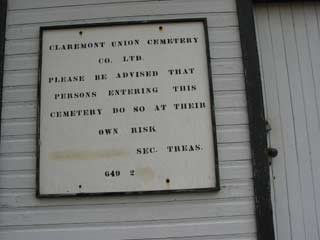 CLAREMONT UNION CEMETERY
CO. LTD.
PLEASE BE ADVISED THAT
PERSONS ENTERING THIS
CEMETERY DO SO AT THEIR
OWN RISK
SEC. TREAS.
649 2